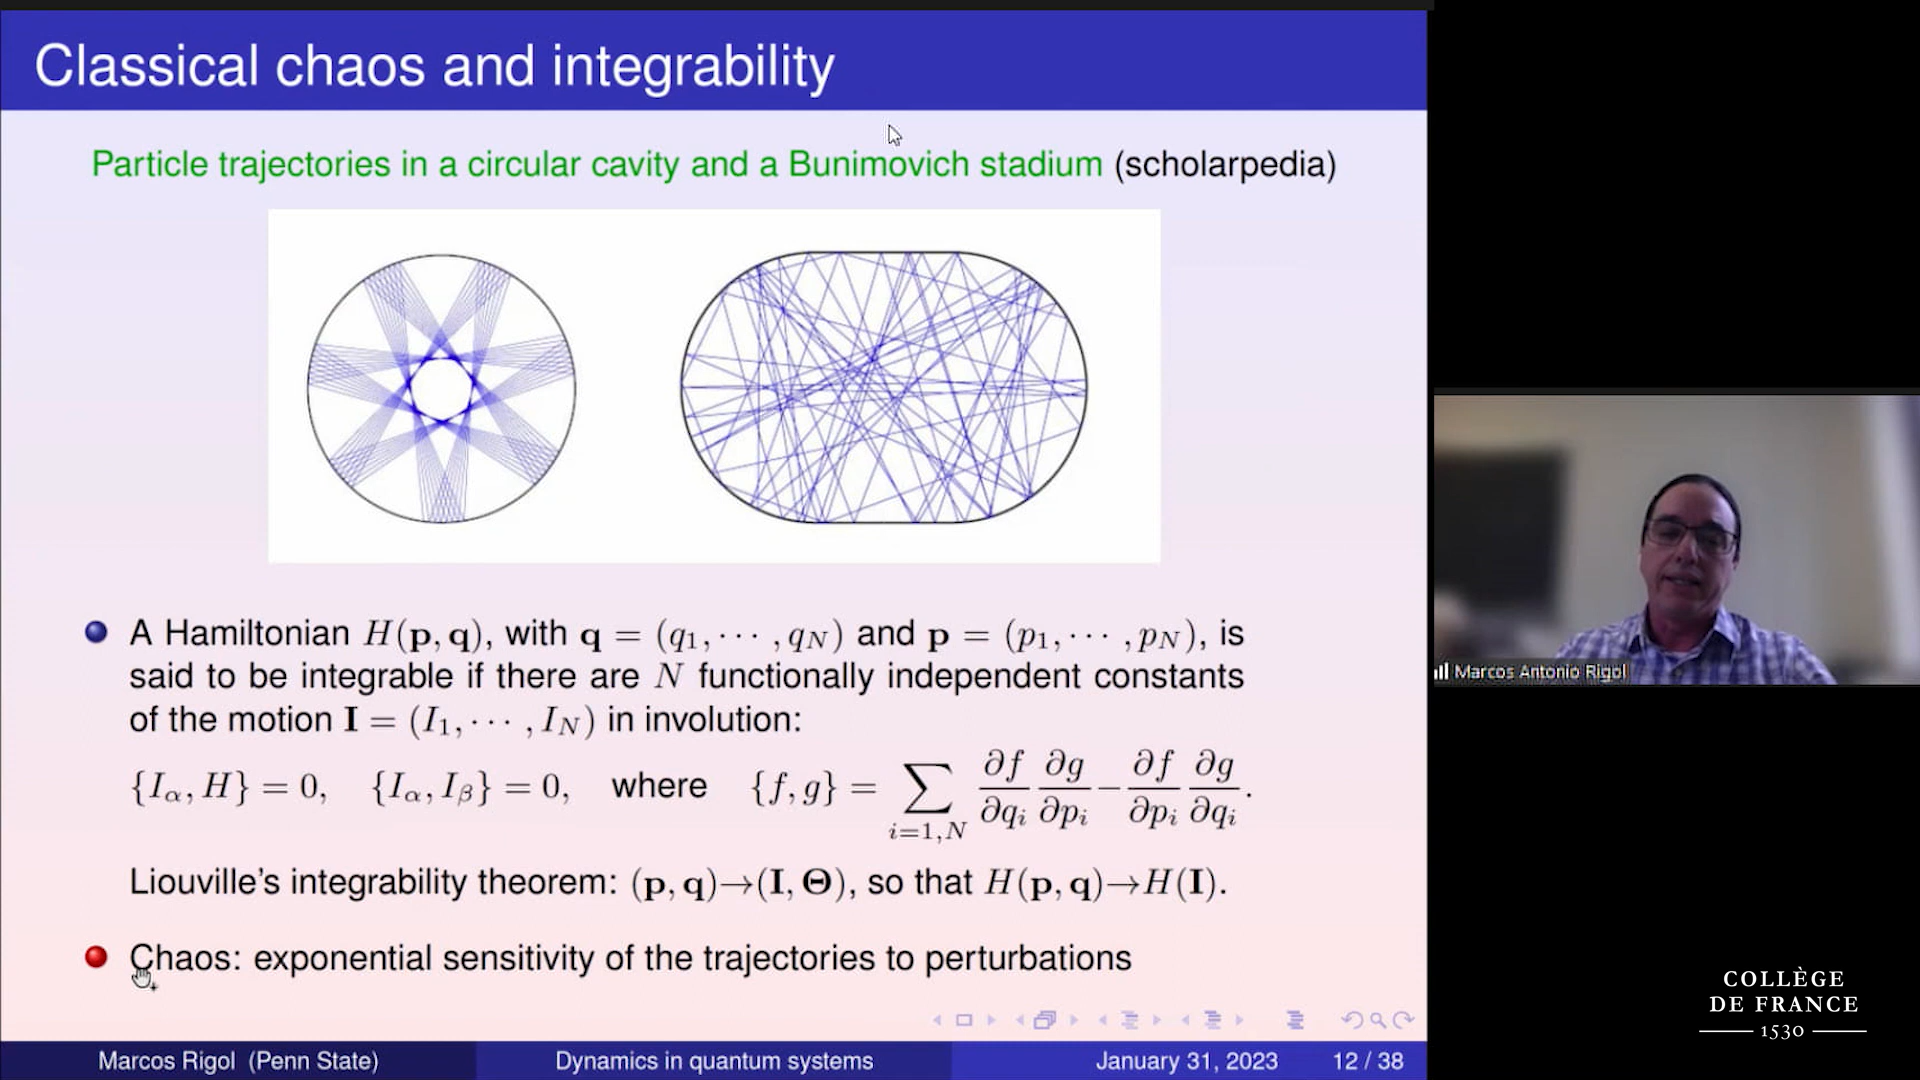 Classical chaos and integrability
Particle trajectories in a circular cavity and a Bunimovich stadium (scholarpedia)
A Hamiltonian H(p, q), with q = (q₁, ⋯ , q_N) and p = (p₁, ⋯ , p_N), is
said to be integrable if there are N functionally independent constants
of the motion I = (I₁, ⋯ , I_N) in involution:
{I_α, H} = 0, {I_α, I_β} = 0, where {f, g} = ∑_{i=1,N} ∂f/∂q_i ∂g/∂p_i − ∂f/∂p_i ∂g/∂q_i.
Liouville's integrability theorem: (p, q)→(I, Θ), so that H(p, q)→H(I).
Chaos: exponential sensitivity of the trajectories to perturbations
Marcos Rigol (Penn State) Dynamics in quantum systems January 31, 2023 12 / 38
Marcos Antonio Rigol
COLLÈGE
DE FRANCE
1530